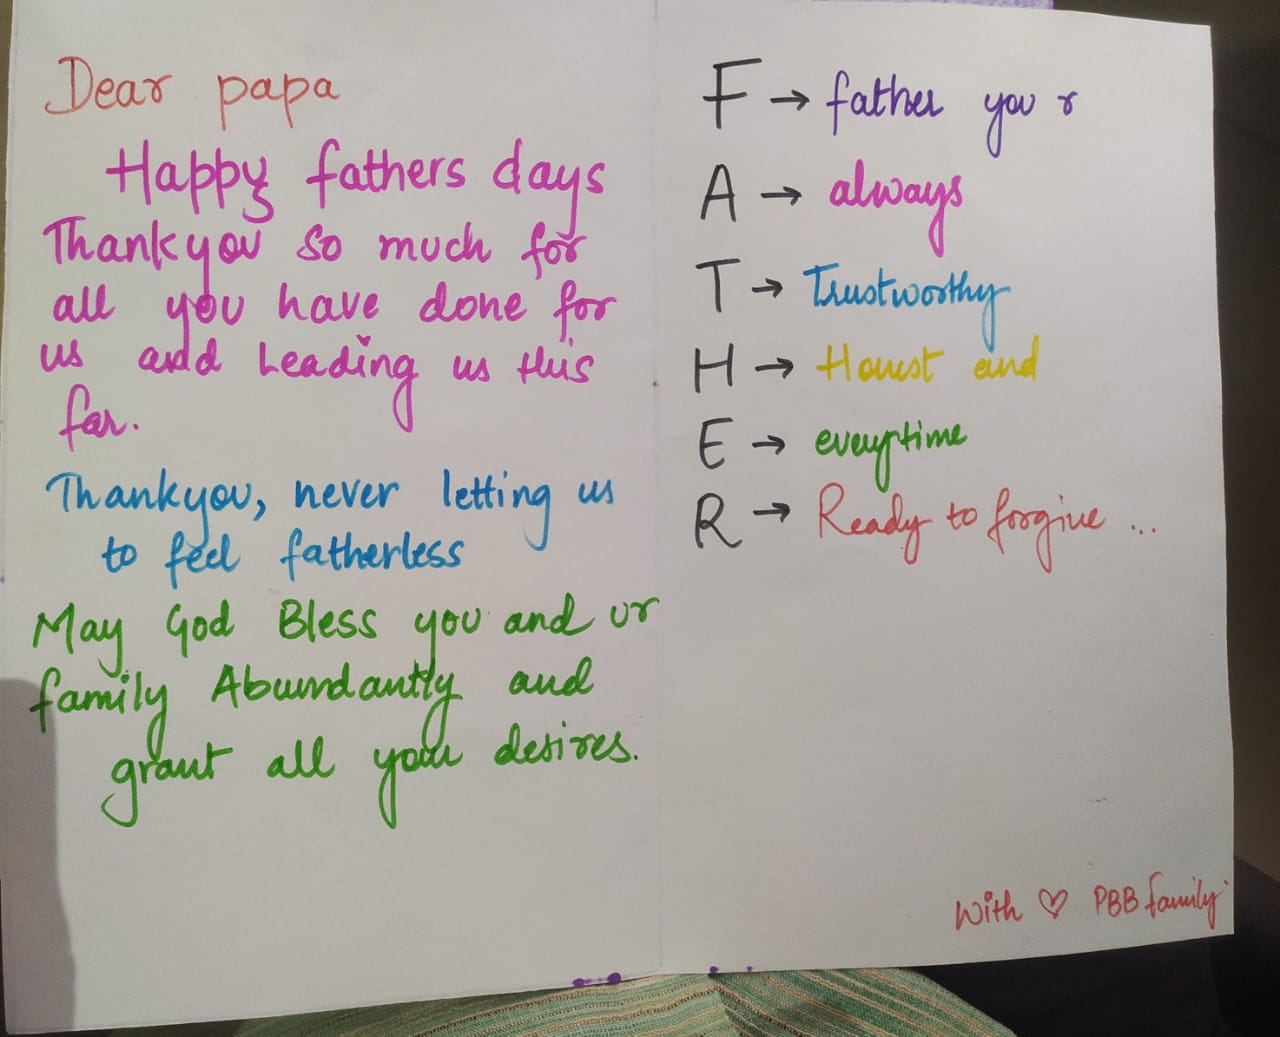 Dear papa
Happy fathers days
Thankyou so much for
all you have done for
us and Leading us this
far.
Thankyou, never letting us
to feel fatherless
May God Bless you and ur
family Abundantly and
grant all your desires.
F → father you r
A → always
T → Trustworthy
H → Honest and
E → everytime
R → Ready to forgive ...
With ♡ PBB family